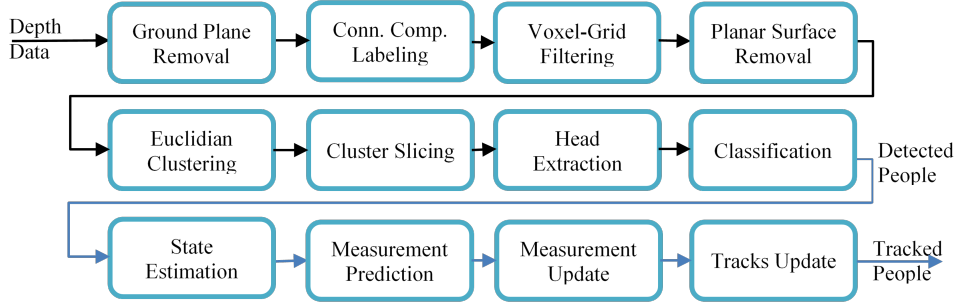 Depth
Data
Ground Plane
Removal
Conn. Comp.
Labeling
Voxel-Grid
Filtering
Planar Surface
Removal
Euclidian
Clustering
Cluster Slicing
Head
Extraction
Classification
Detected
People
State
Estimation
Measurement
Prediction
Measurement
Update
Tracks Update
Tracked
People